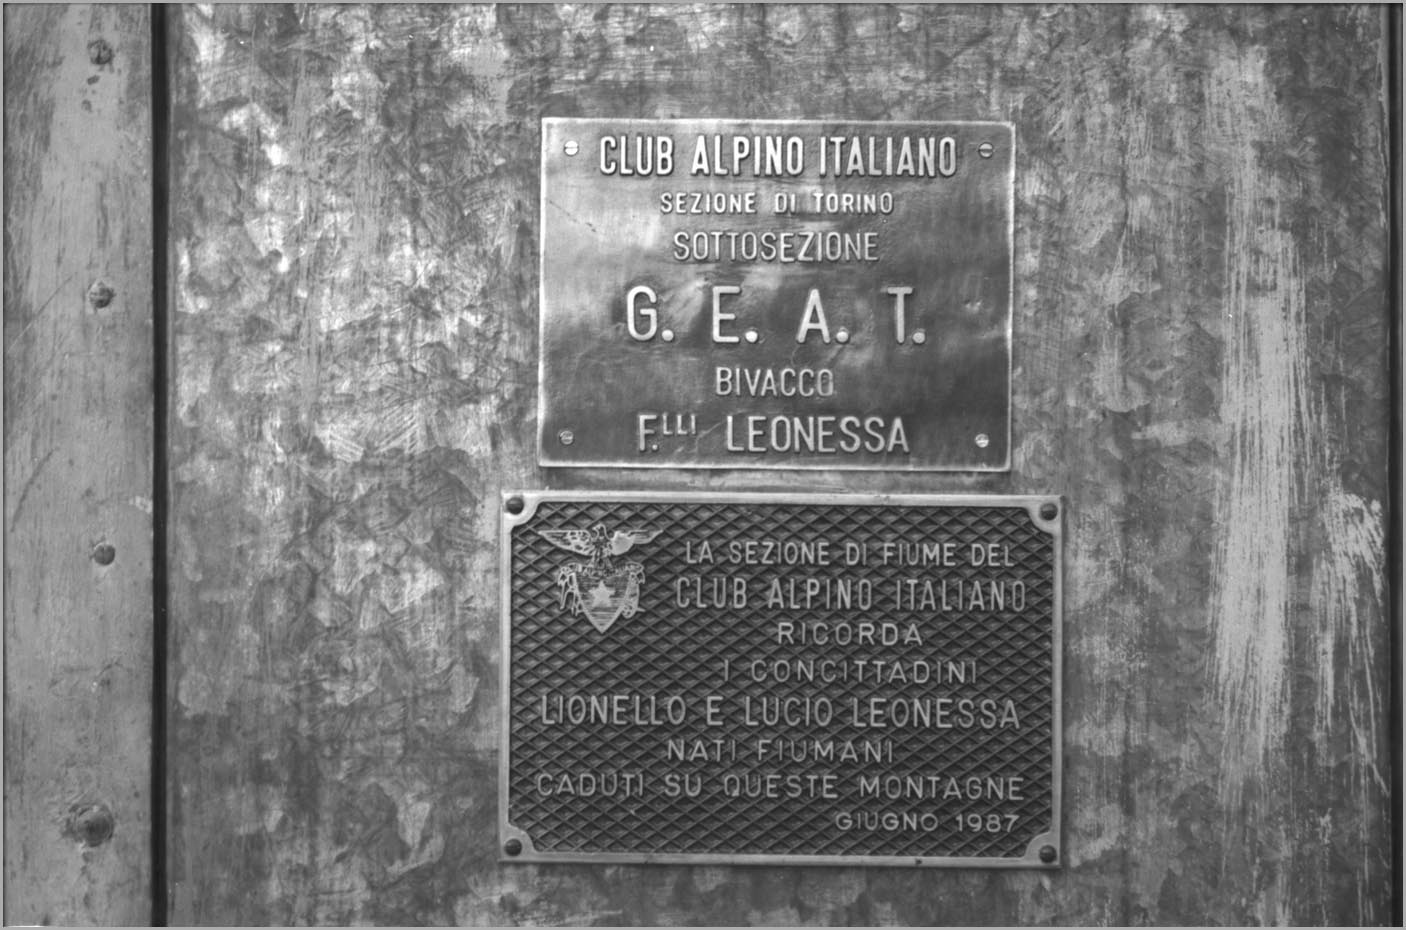 CLUB ALPINO ITALIANO
SEZIONE DI TORINO
SOTTOSEZIONE
G. E. A. T.
BIVACCO
F.LLI LEONESSA
LA SEZIONE DI FIUME DEL
CLUB ALPINO ITALIANO
RICORDA
I CONCITTADINI
LIONELLO E LUCIO LEONESSA
NATI FIUMANI
CADUTI SU QUESTE MONTAGNE
GIUGNO 1987